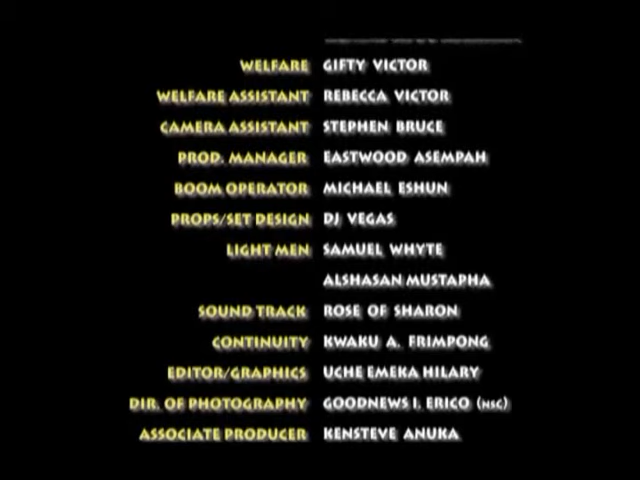 WELFARE GIFTY VICTOR
WELFARE ASSISTANT REBECCA VICTOR
CAMERA ASSISTANT STEPHEN BRUCE
PROD. MANAGER EASTWOOD ASEMPAH
BOOM OPERATOR MICHAEL ESHUN
PROPS/SET DESIGN DJ VEGAS
LIGHT MEN SAMUEL WHYTE
ALSHASAN MUSTAPHA
SOUND TRACK ROSE OF SHARON
CONTINUITY KWAKU A. FRIMPONG
EDITOR/GRAPHICS UCHE EMEKA HILARY
DIR. OF PHOTOGRAPHY GOODNEWS I. ERICO (NSC)
ASSOCIATE PRODUCER KENSTEVE ANUKA